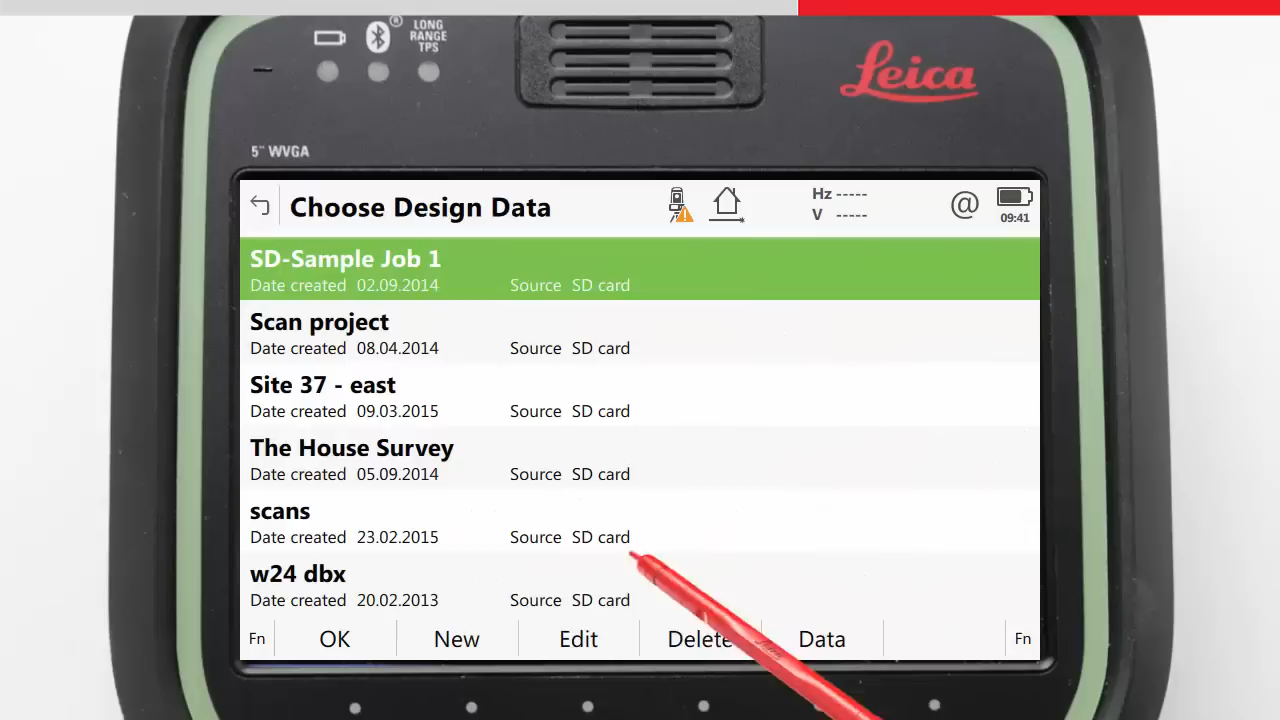 LONG
RANGE
TPS
Leica
5" WVGA
Choose Design Data
Hz -----
V -----
@
09:41
SD-Sample Job 1
Date created 02.09.2014 Source SD card
Scan project
Date created 08.04.2014 Source SD card
Site 37 - east
Date created 09.03.2015 Source SD card
The House Survey
Date created 05.09.2014 Source SD card
scans
Date created 23.02.2015 Source SD card
w24 dbx
Date created 20.02.2013 Source SD card
Fn OK New Edit Delete Data Fn